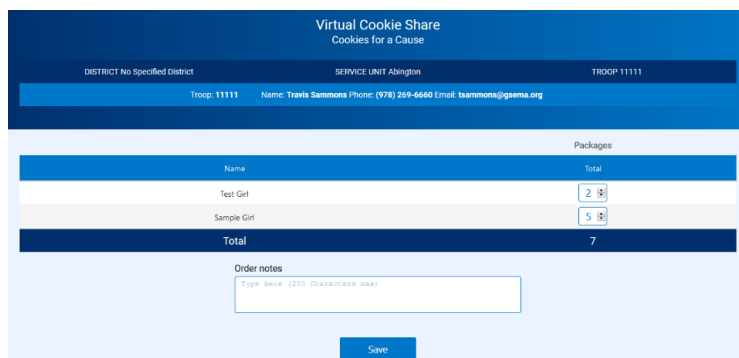 Virtual Cookie Share
Cookies for a Cause
DISTRICT No Specified District SERVICE UNIT Abington TROOP 11111
Troop: 11111 Name: Travis Sammons Phone: (978) 269-6660 Email: tsammons@gsema.org
Packages
Name Total
Test Girl 2
Sample Girl 5
Total 7
Order notes
Type here (250 Characters max)
Save